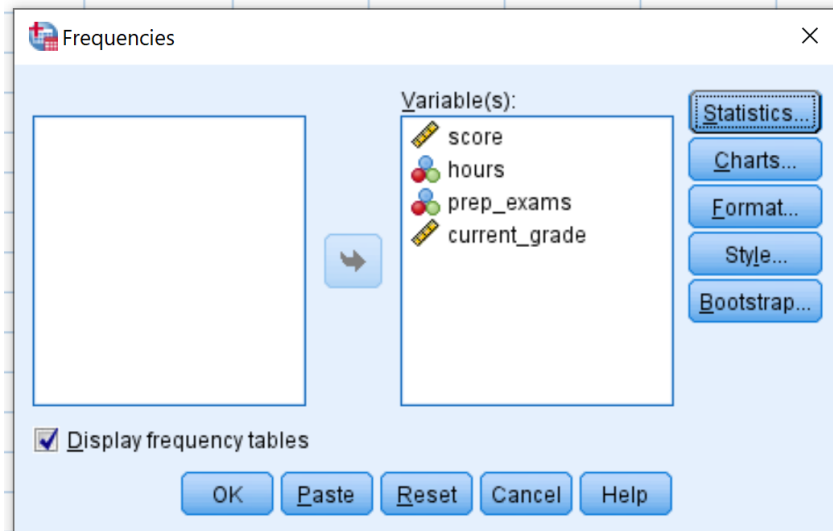 Frequencies
Variable(s):
score
hours
prep_exams
current_grade
Statistics...
Charts...
Format...
Style...
Bootstrap...
Display frequency tables
OK
Paste
Reset
Cancel
Help